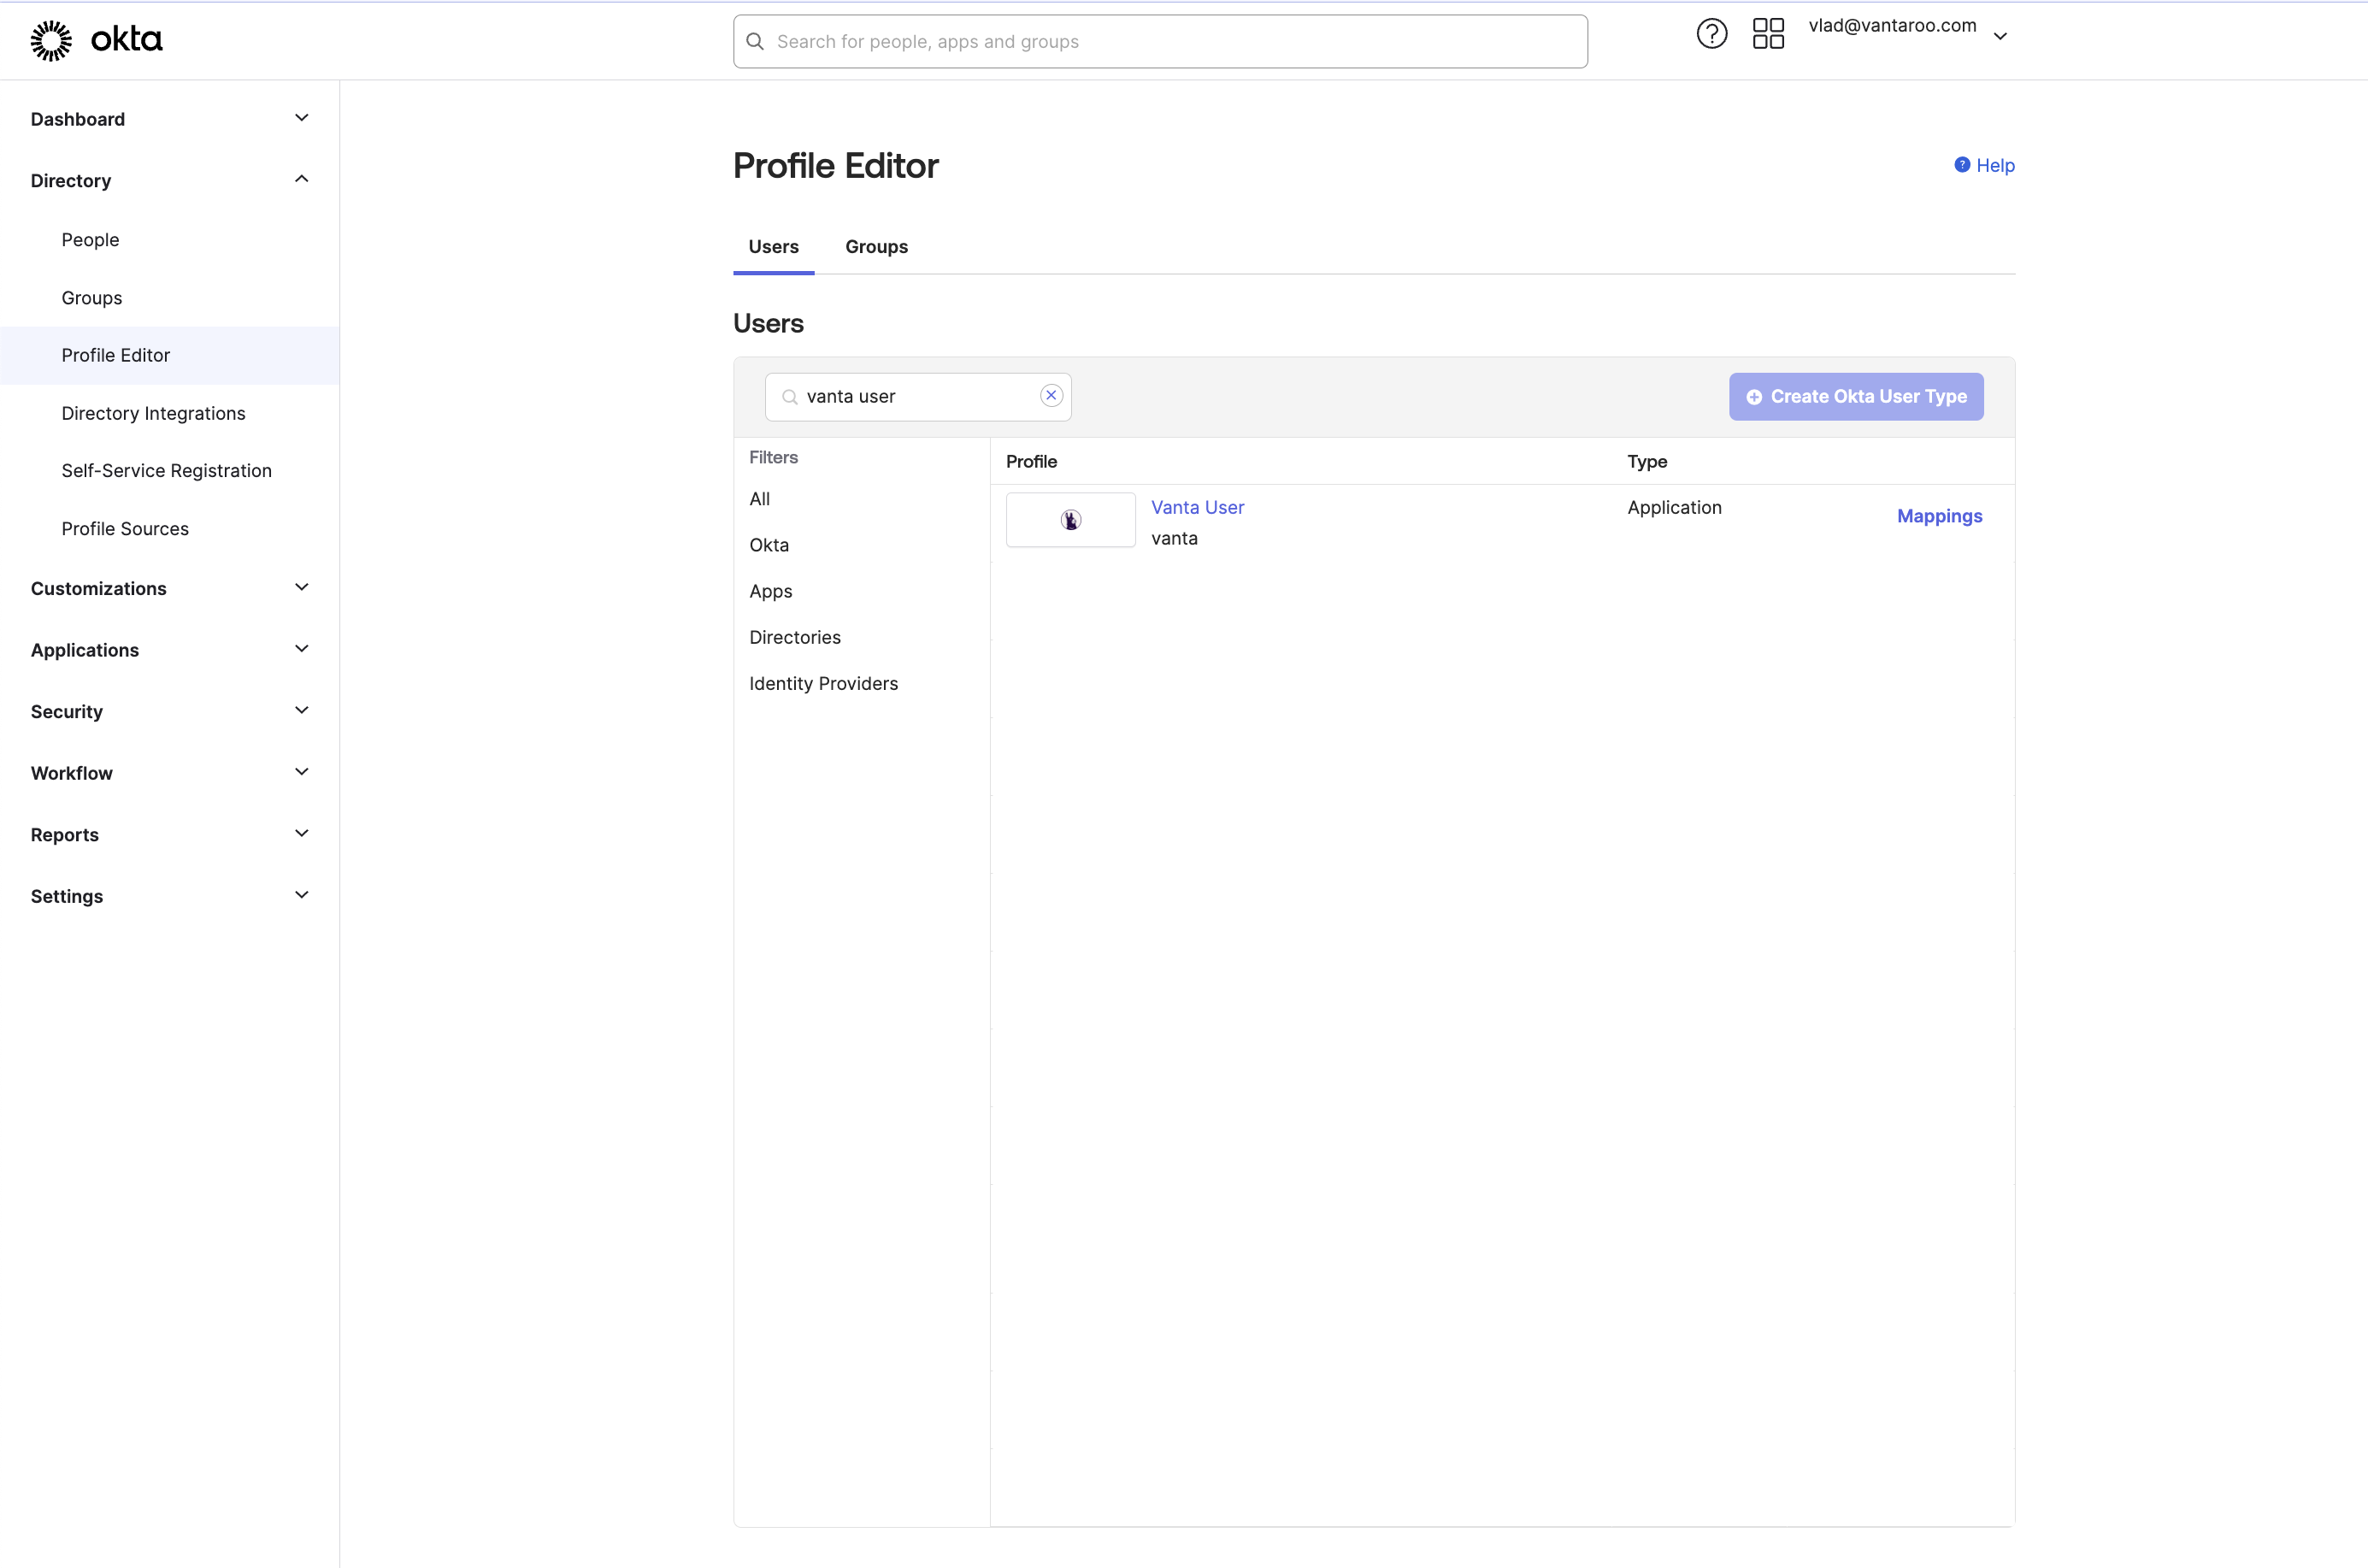 okta
Search for people, apps and groups
vlad@vantaroo.com
Dashboard
Directory
People
Groups
Profile Editor
Directory Integrations
Self-Service Registration
Profile Sources
Customizations
Applications
Security
Workflow
Reports
Settings
Profile Editor
Help
Users
Groups
Users
vanta user
Create Okta User Type
Filters
All
Okta
Apps
Directories
Identity Providers
Profile
Type
Vanta User
vanta
Application
Mappings